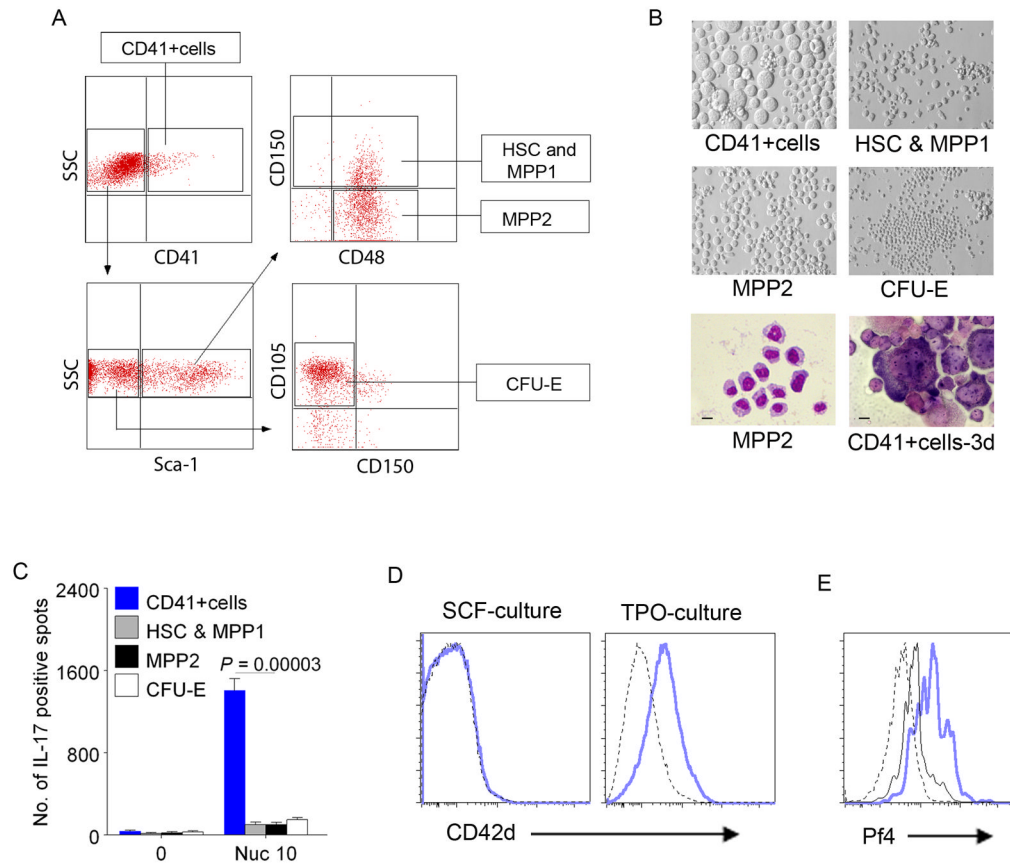 A
CD41+cells
SSC
CD41
CD150
CD48
HSC and
MPP1
MPP2
SSC
Sca-1
CD105
CD150
CFU-E
B
CD41+cells
HSC & MPP1
MPP2
CFU-E
MPP2
CD41+cells-3d
C
No. of IL-17 positive spots
2400
1600
800
0
CD41+cells
HSC & MPP1
MPP2
CFU-E
P = 0.00003
0
Nuc 10
D
SCF-culture
TPO-culture
CD42d
E
Pf4